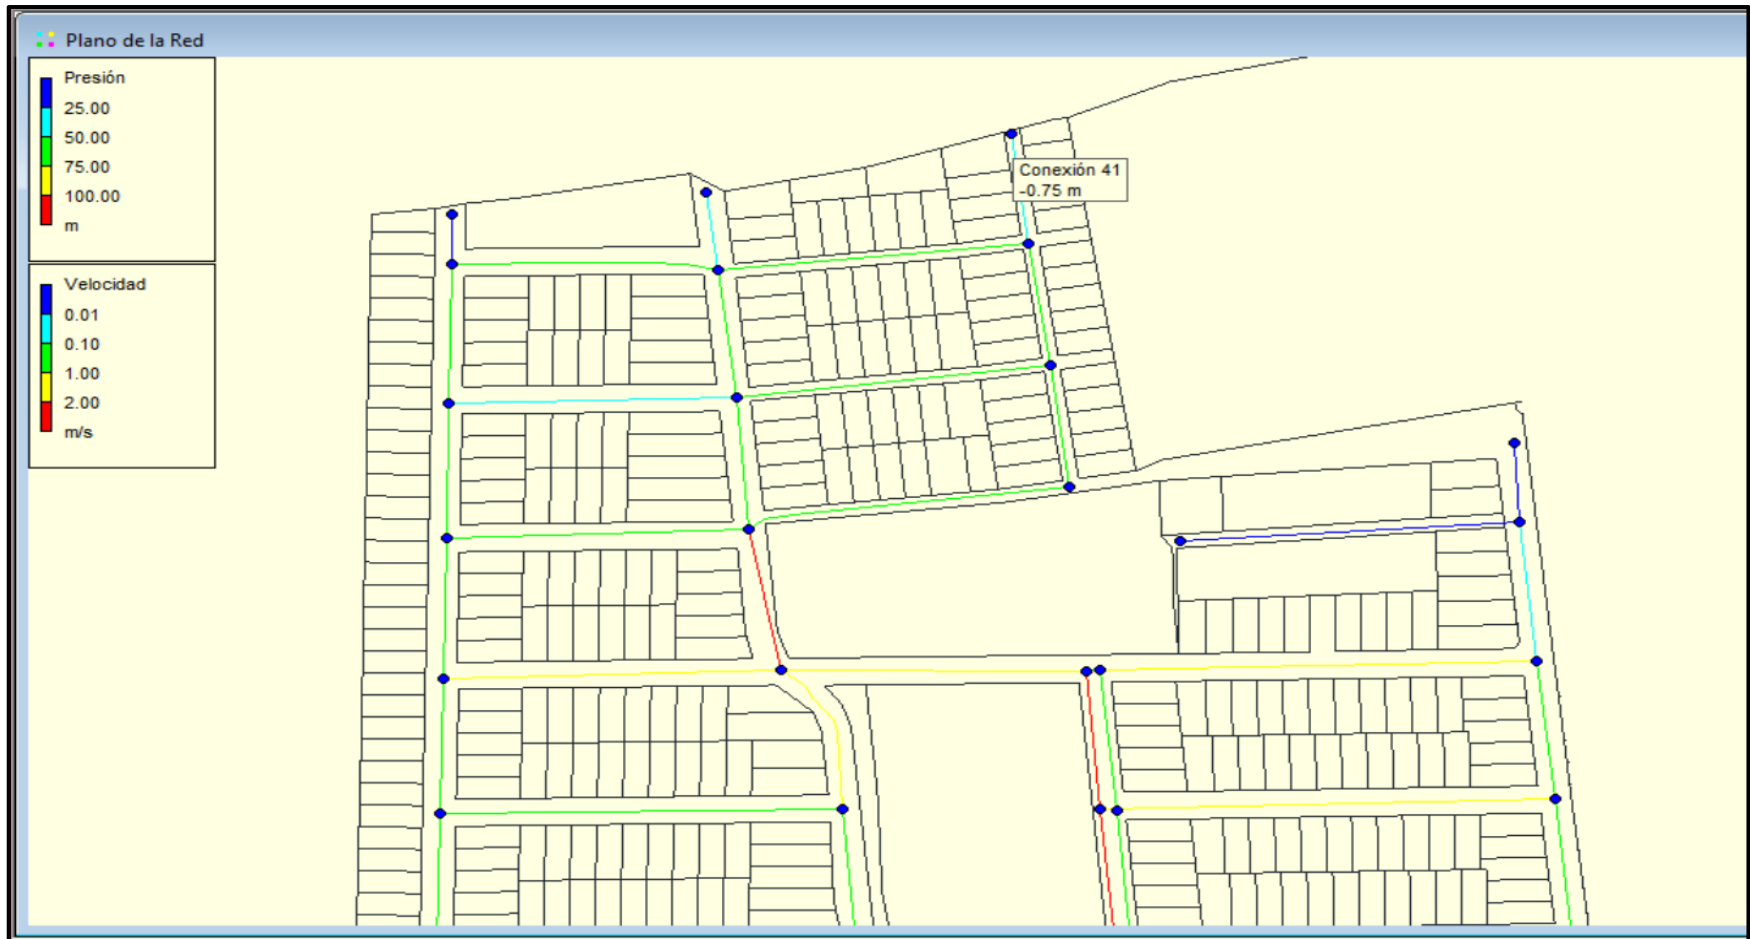 Plano de la Red
Presión
25.00
50.00
75.00
100.00
m
Velocidad
0.01
0.10
1.00
2.00
m/s
Conexión 41
-0.75 m